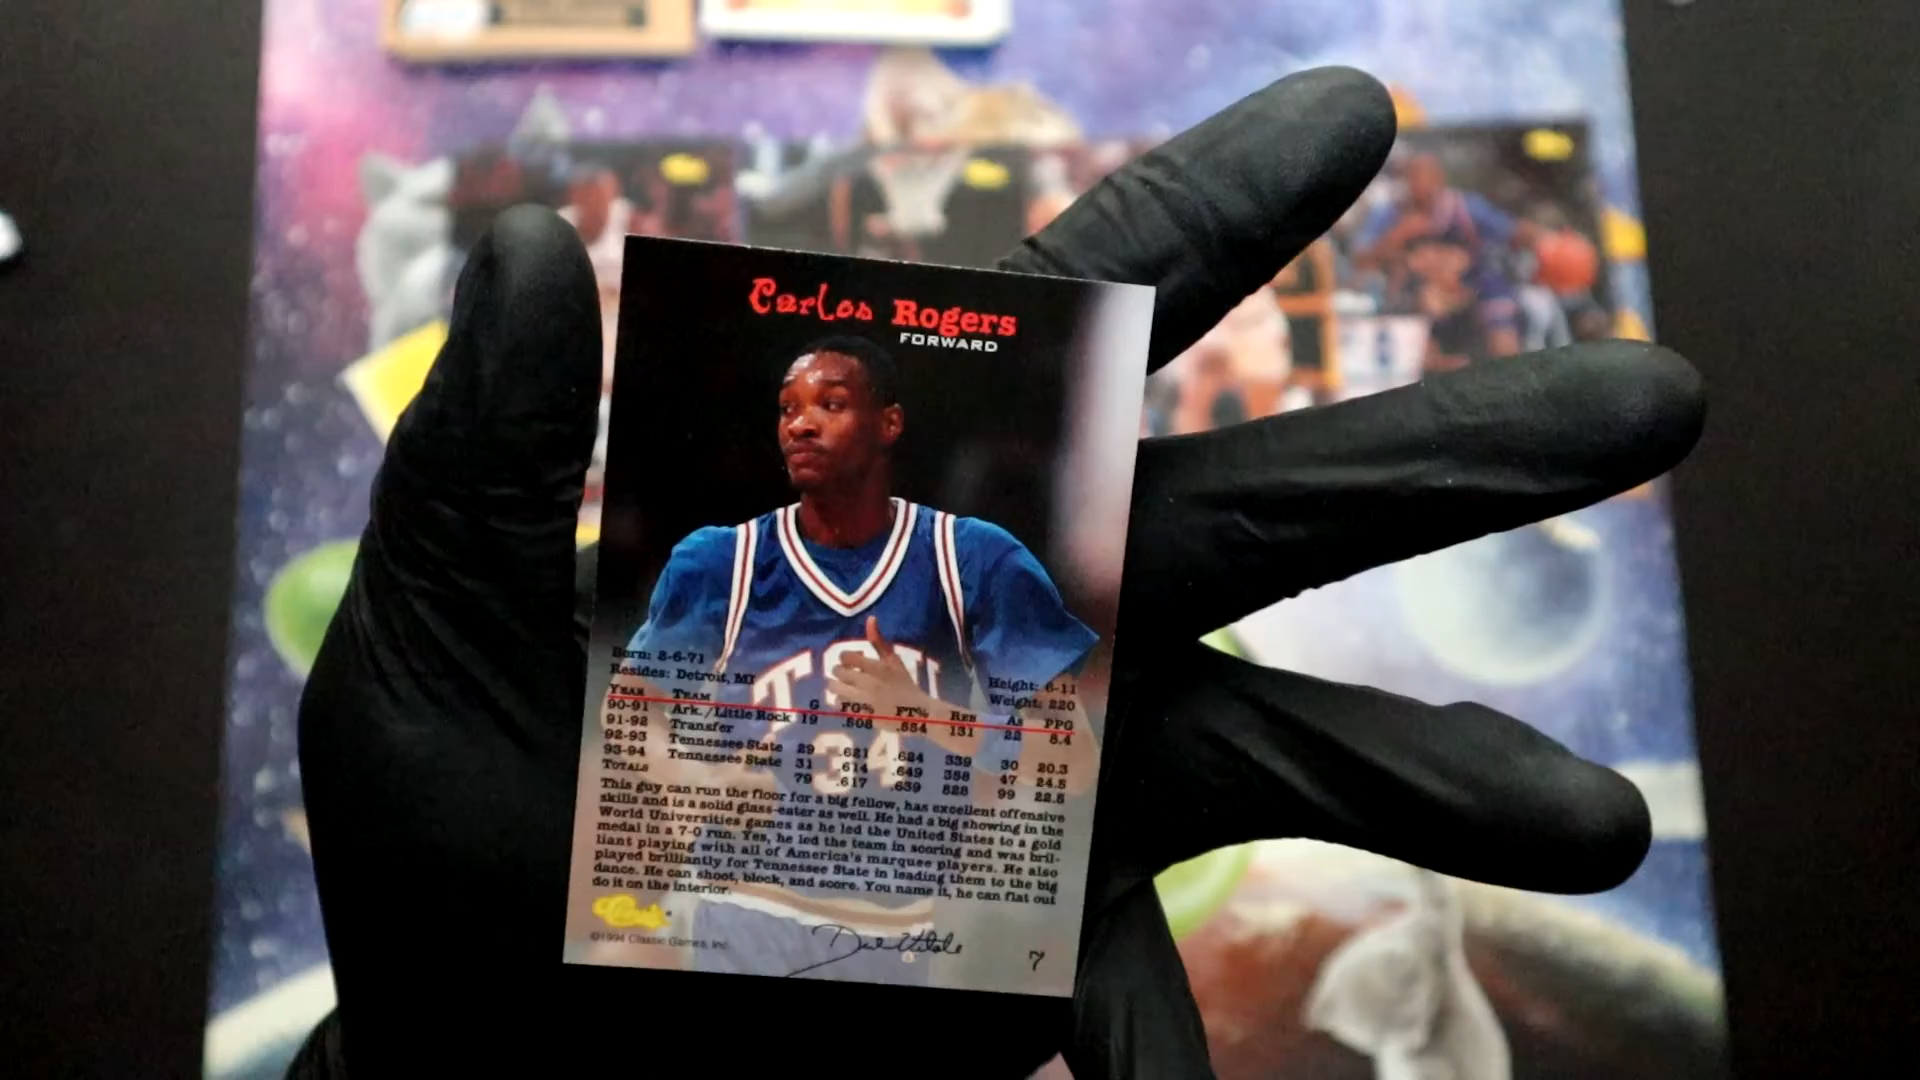 Carlos Rogers
FORWARD
TSU
34
Born: 2-6-71
Resides: Detroit, MI
Height: 6-11
Weight: 220
YEAR TEAM G FG% FT% REB AS PPG
90-91 Ark./Little Rock 19 .508 .554 131 22 8.4
91-92 Transfer
92-93 Tennessee State 29 .621 .624 339 30 20.3
93-94 Tennessee State 31 .614 .649 358 47 24.5
TOTALS 79 .617 .639 828 99 22.5
This guy can run the floor for a big fellow, has excellent offensive
skills and is a solid glass-eater as well. He had a big showing in the
World Universities games as he led the United States to a gold
medal in a 7-0 run. Yes, he led the team in scoring and was bril-
liant playing with all of America's marquee players. He also
played brilliantly for Tennessee State in leading them to the big
dance. He can shoot, block, and score. You name it, he can flat out
do it on the interior.
Classic
©1994 Classic Games, Inc.
Dick Vitale
7